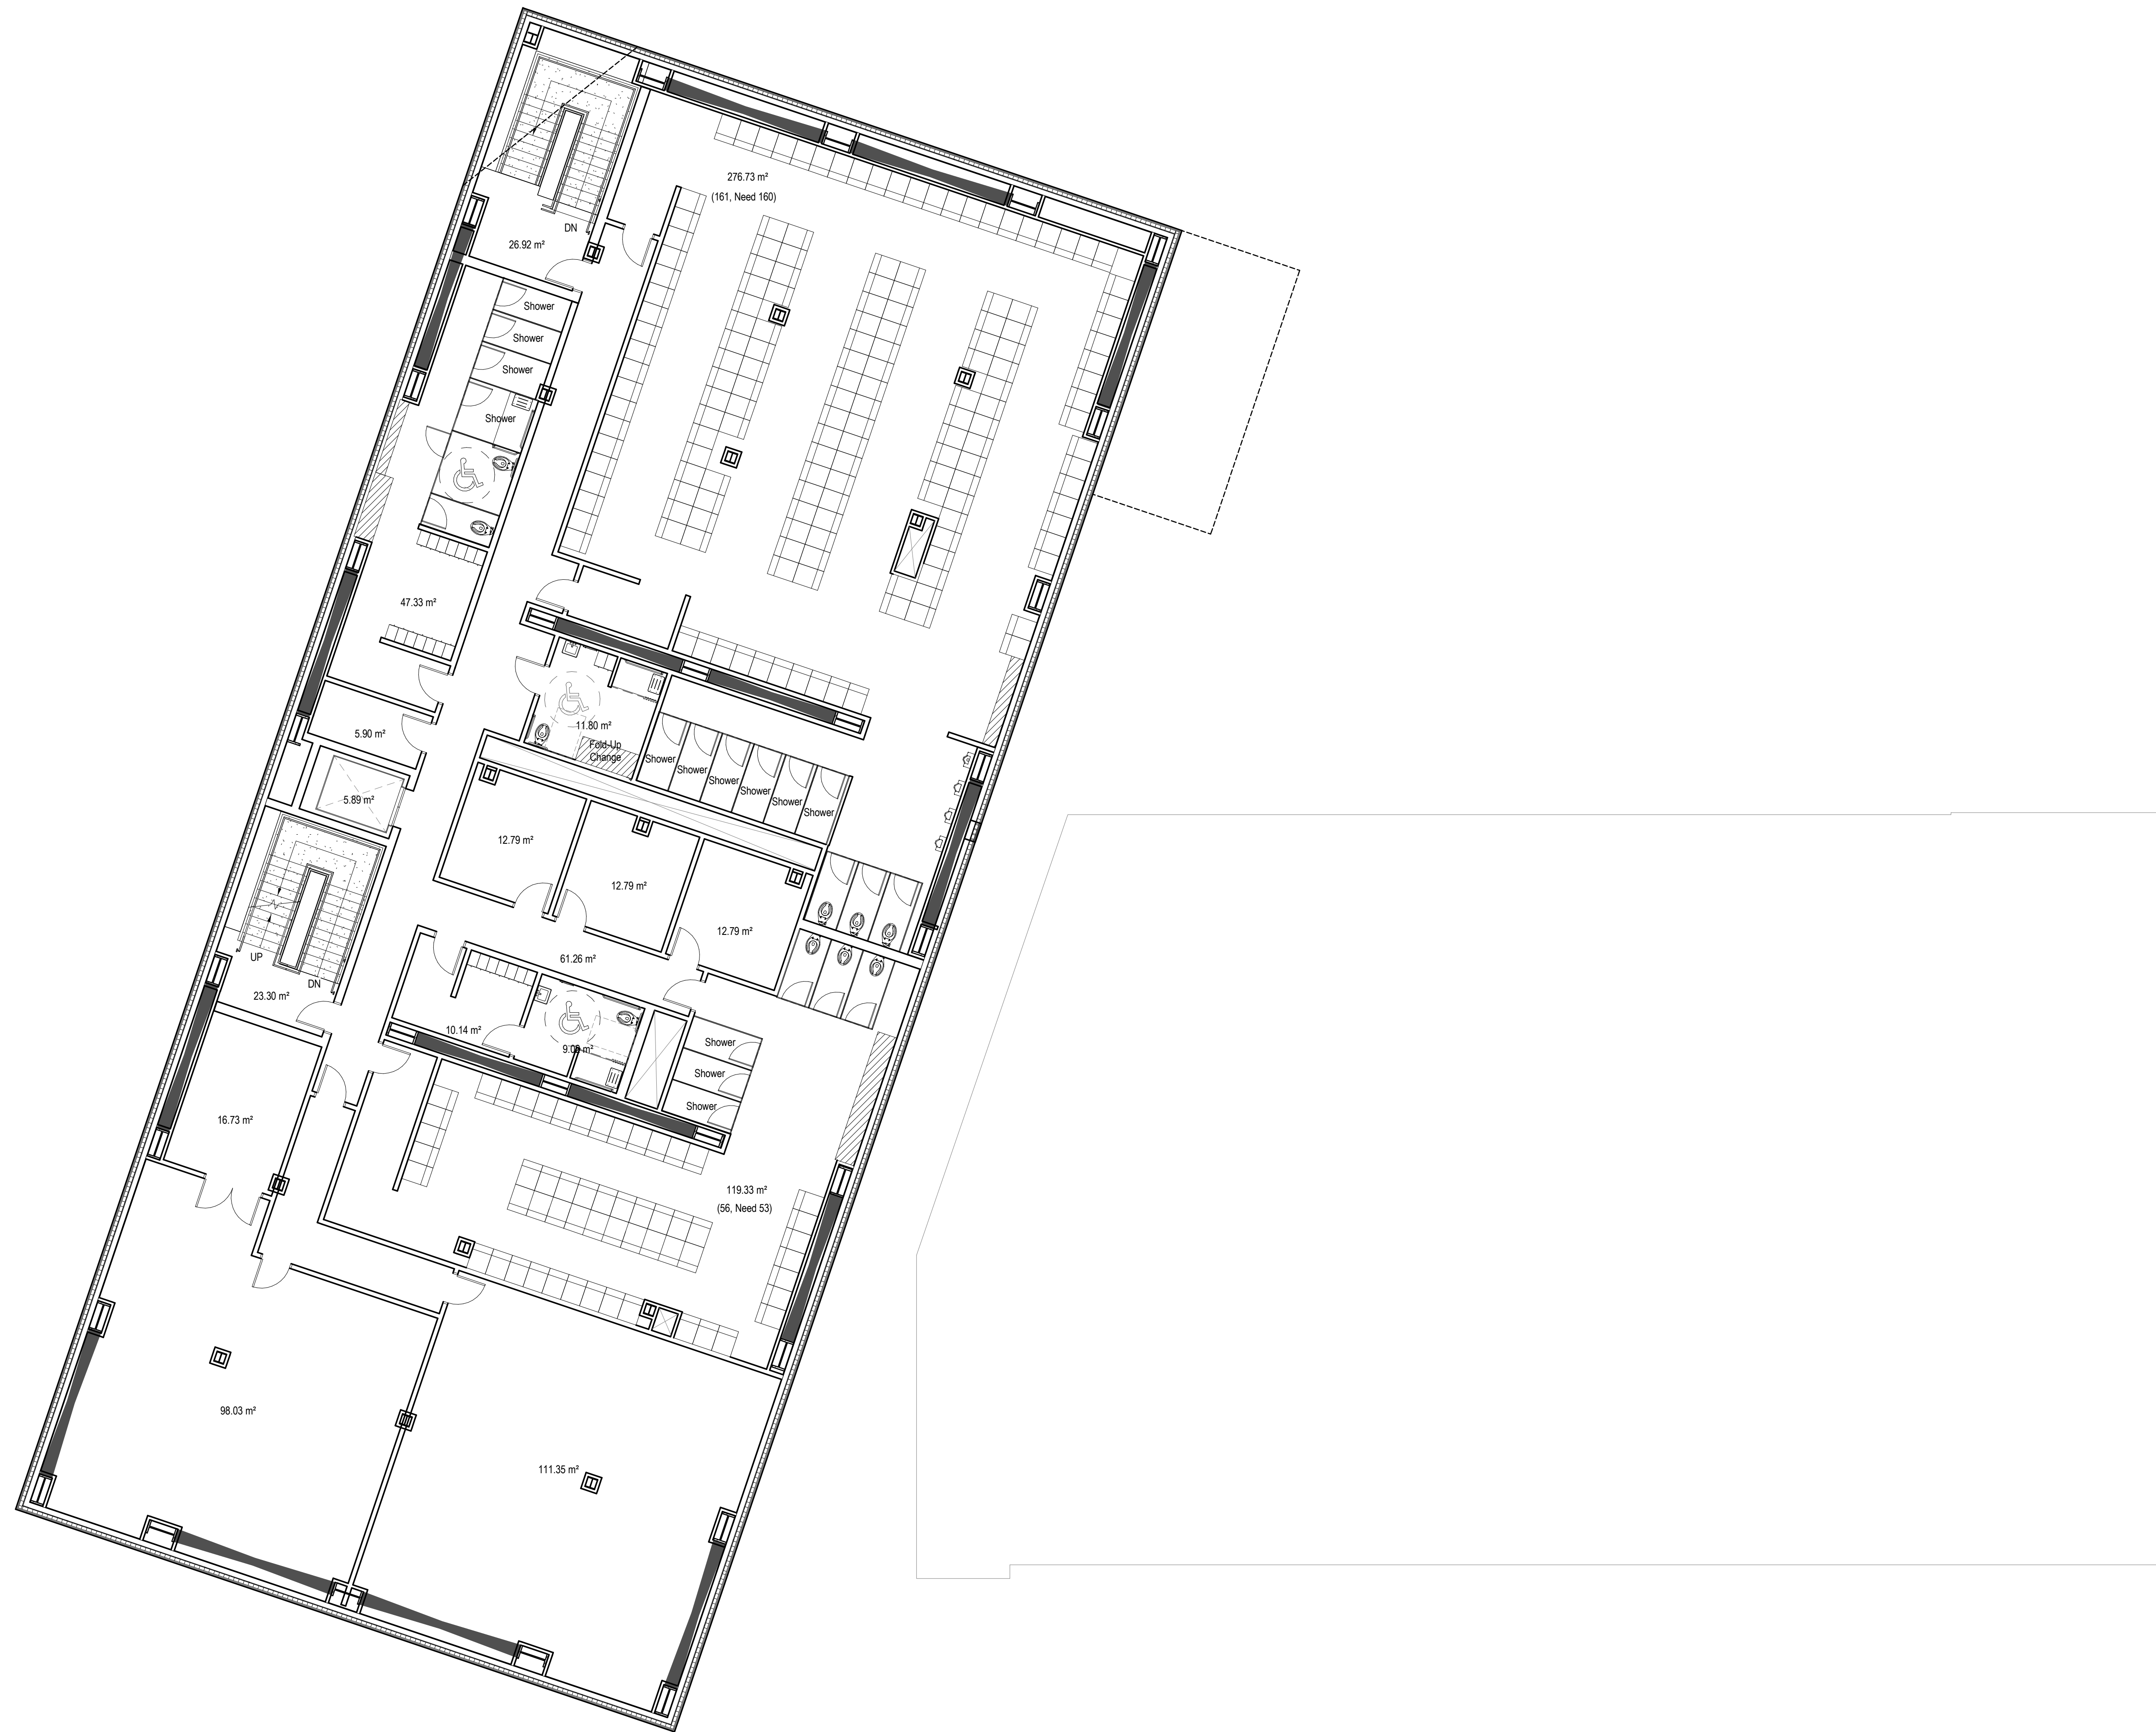 276.73 m²
(161, Need 160)
DN
26.92 m²
Shower
Shower
Shower
Shower
47.33 m²
11.80 m²
5.90 m²
Fold-Up
Change
Shower
Shower
Shower
Shower
Shower
Shower
5.89 m²
12.79 m²
12.79 m²
12.79 m²
UP
61.26 m²
DN
23.30 m²
10.14 m²
Shower
Shower
Shower
16.73 m²
119.33 m²
(56, Need 53)
98.03 m²
111.35 m²